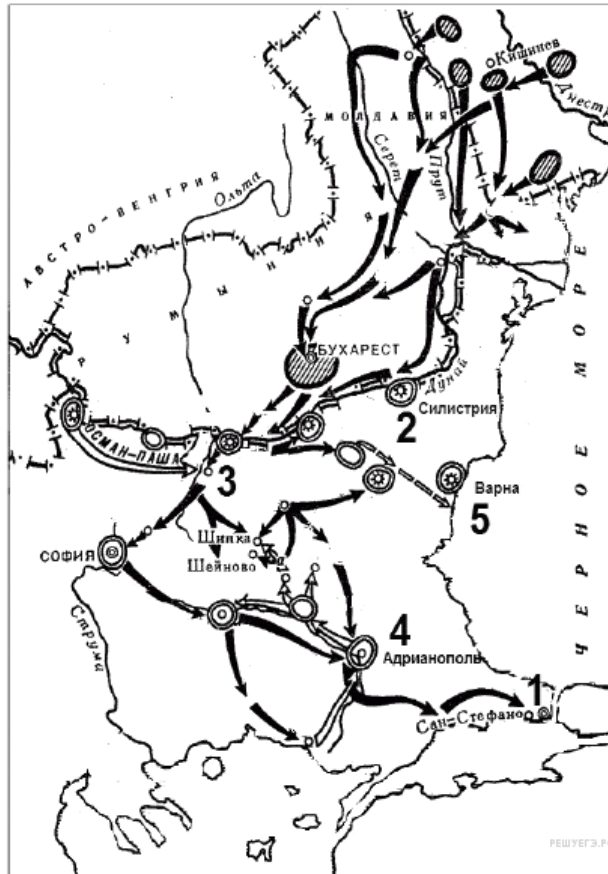 Кишинев
Днестр
МОЛДАВИЯ
Серет
Прут
Ольта
АВСТРО-ВЕНГРИЯ
РУМЫНИЯ
БУХАРЕСТ
Дунай
2
Силистрия
ОСМАН-ПАША
3
Варна
5
Шипка
СОФИЯ
Шейново
Струма
4
Адрианополь
1
Сан-Стефано
ЧЕРНОЕ МОРЕ
РЕШУЕГЭ.РФ